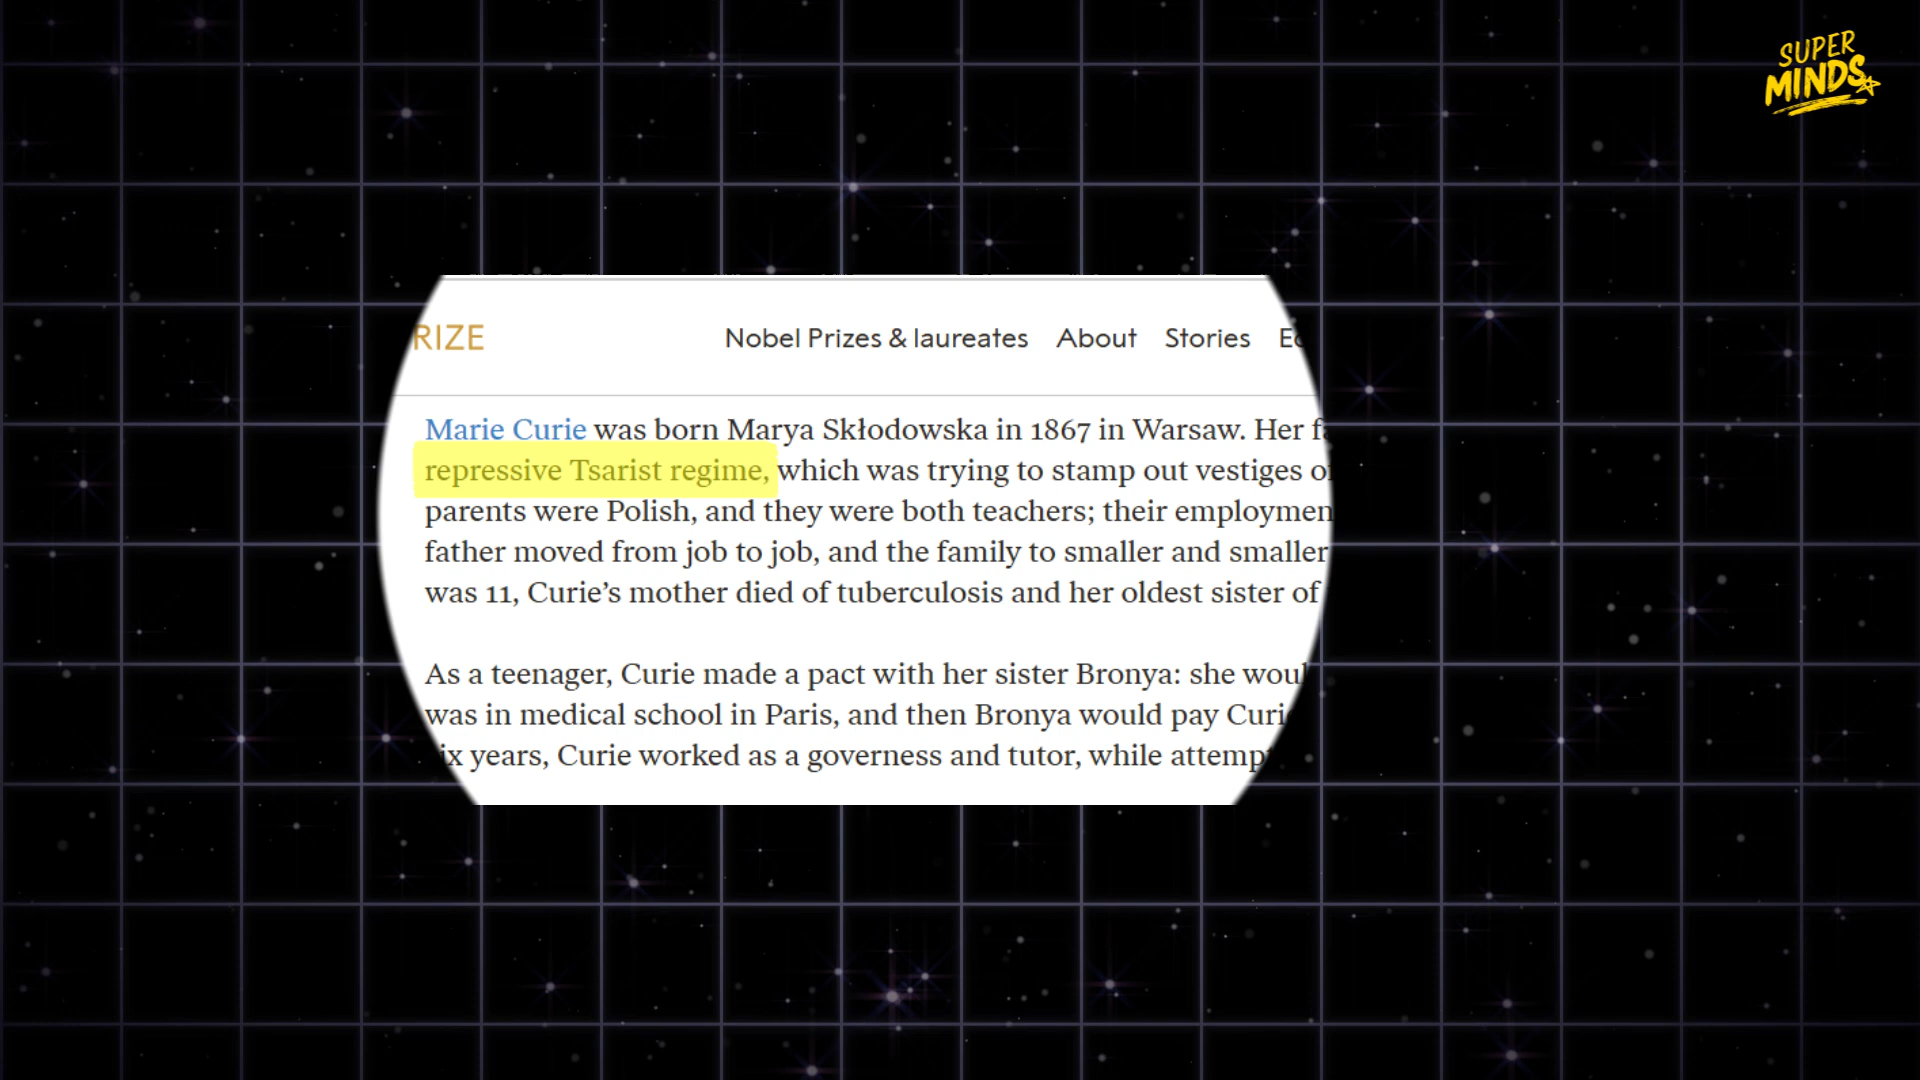 SUPER
MINDS
RIZE
Nobel Prizes & laureates About Stories
Marie Curie was born Marya Skłodowska in 1867 in Warsaw. Her
repressive Tsarist regime, which was trying to stamp out vestiges
parents were Polish, and they were both teachers; their employmen
father moved from job to job, and the family to smaller and smaller
was 11, Curie’s mother died of tuberculosis and her oldest sister of
As a teenager, Curie made a pact with her sister Bronya: she woul
was in medical school in Paris, and then Bronya would pay Curi
ix years, Curie worked as a governess and tutor, while attemp